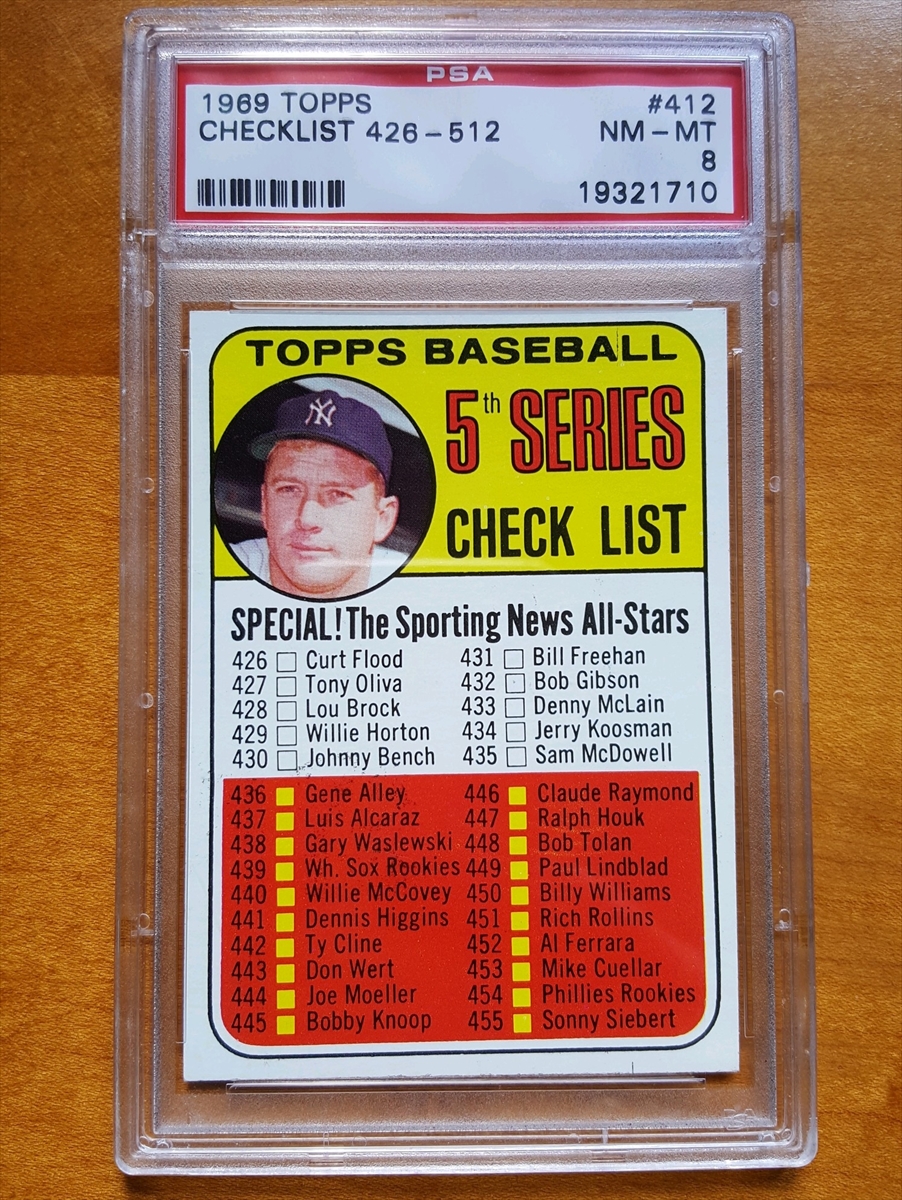 PSA
1969 TOPPS #412
CHECKLIST 426-512 NM-MT
8
19321710
TOPPS BASEBALL
NY
5th SERIES
CHECK LIST
SPECIAL! The Sporting News All-Stars
426 Curt Flood 431 Bill Freehan
427 Tony Oliva 432 Bob Gibson
428 Lou Brock 433 Denny McLain
429 Willie Horton 434 Jerry Koosman
430 Johnny Bench 435 Sam McDowell
436 Gene Alley 446 Claude Raymond
437 Luis Alcaraz 447 Ralph Houk
438 Gary Waslewski 448 Bob Tolan
439 Wh. Sox Rookies 449 Paul Lindblad
440 Willie McCovey 450 Billy Williams
441 Dennis Higgins 451 Rich Rollins
442 Ty Cline 452 Al Ferrara
443 Don Wert 453 Mike Cuellar
444 Joe Moeller 454 Phillies Rookies
445 Bobby Knoop 455 Sonny Siebert